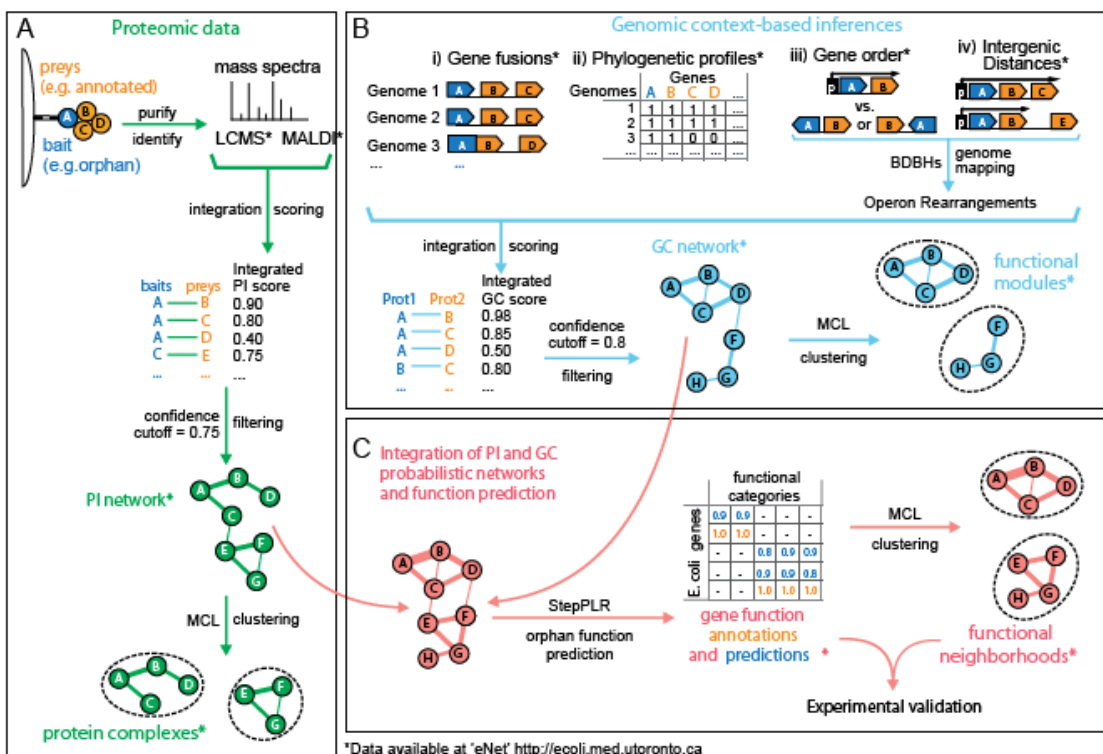 A
Proteomic data
preys
(e.g. annotated)
A
B
C
D
bait
(e.g.orphan)
purify
identify
mass spectra
LCMS* MALDI*
integration scoring
baits preys Integrated PI score
A B 0.90
A C 0.80
A D 0.40
C E 0.75
... ... ...
confidence cutoff = 0.75 filtering
PI network*
A
B
D
C
E
F
G
MCL clustering
A
B
D
C
E
F
G
protein complexes*
B
Genomic context-based inferences
i) Gene fusions*
Genome 1 A B C
Genome 2 A B C
Genome 3 A B D
.... ...
ii) Phylogenetic profiles*
Genes
Genomes A B C D ....
1 1 1 1 1 ....
2 1 1 1 1 ....
3 1 1 0 0 ....
... ... ... ... ... ....
iii) Gene order*
p A B
vs.
A B or B A
iv) Intergenic
Distances*
p A B C
p A B E
BDBHs genome mapping
Operon Rearrangements
integration scoring
Prot1 Prot2 Integrated GC score
A B 0.98
A C 0.85
A D 0.50
B C 0.80
... ... ...
confidence
cutoff = 0.8
filtering
GC network*
A
B
D
C
F
G
H
MCL
clustering
A
B
D
C
F
H
G
functional
modules*
C
Integration of PI and GC
probabilistic networks
and function prediction
A
B
D
C
E
F
H
G
StepPLR
orphan function
prediction
functional
categories
E. coli genes
0.9 0.9 - - -
1.0 1.0 - - -
- - 0.8 0.9 0.9
- - - - -
- - 0.9 0.9 0.8
- - 1.0 1.0 1.0
gene function
annotations
and predictions *
MCL
clustering
A
B
D
C
E
F
H
G
functional
neighborhoods*
Experimental validation
*Data available at 'eNet' http://ecoli.med.utoronto.ca